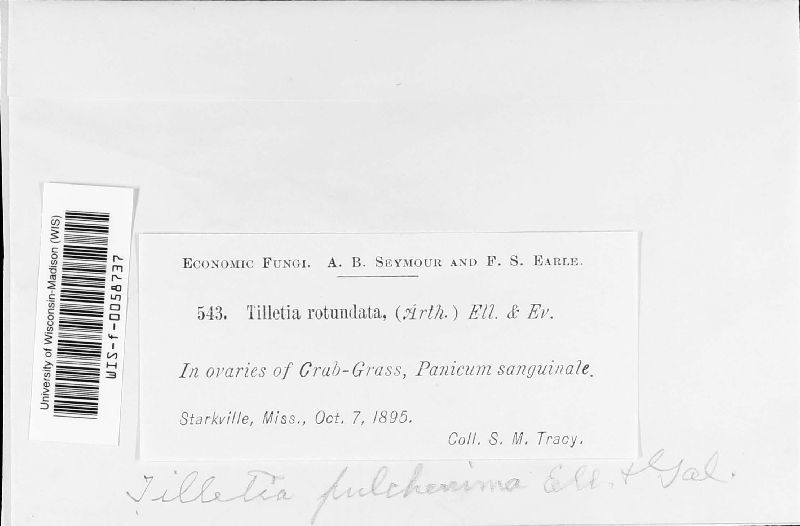 University of Wisconsin-Madison (WIS)
WIS-f-0058737
ECONOMIC FUNGI. A. B. SEYMOUR AND F. S. EARLE.
543. Tilletia rotundata, (Arth.) Ell. & Ev.
In ovaries of Crab-Grass, Panicum sanguinale.
Starkville, Miss., Oct. 7, 1895.
Coll. S. M. Tracy.
Tilletia pulcherrima Ell. & Gal.